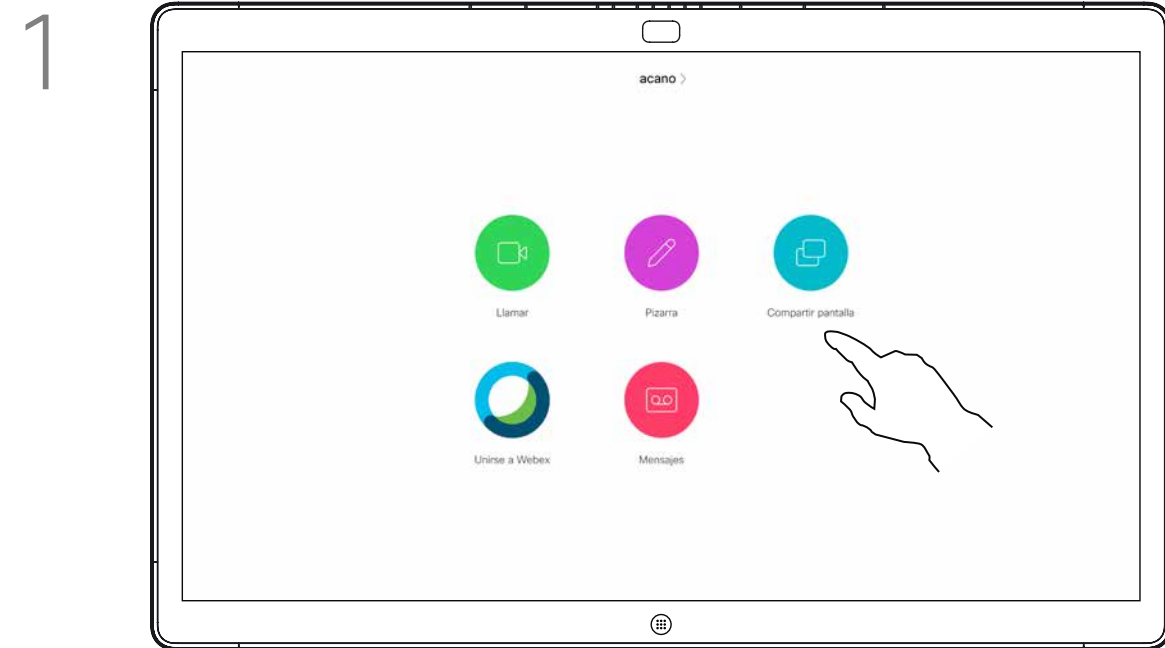 1
acano >
Llamar
Pizarra
Compartir pantalla
Unirse a Webex
Mensajes